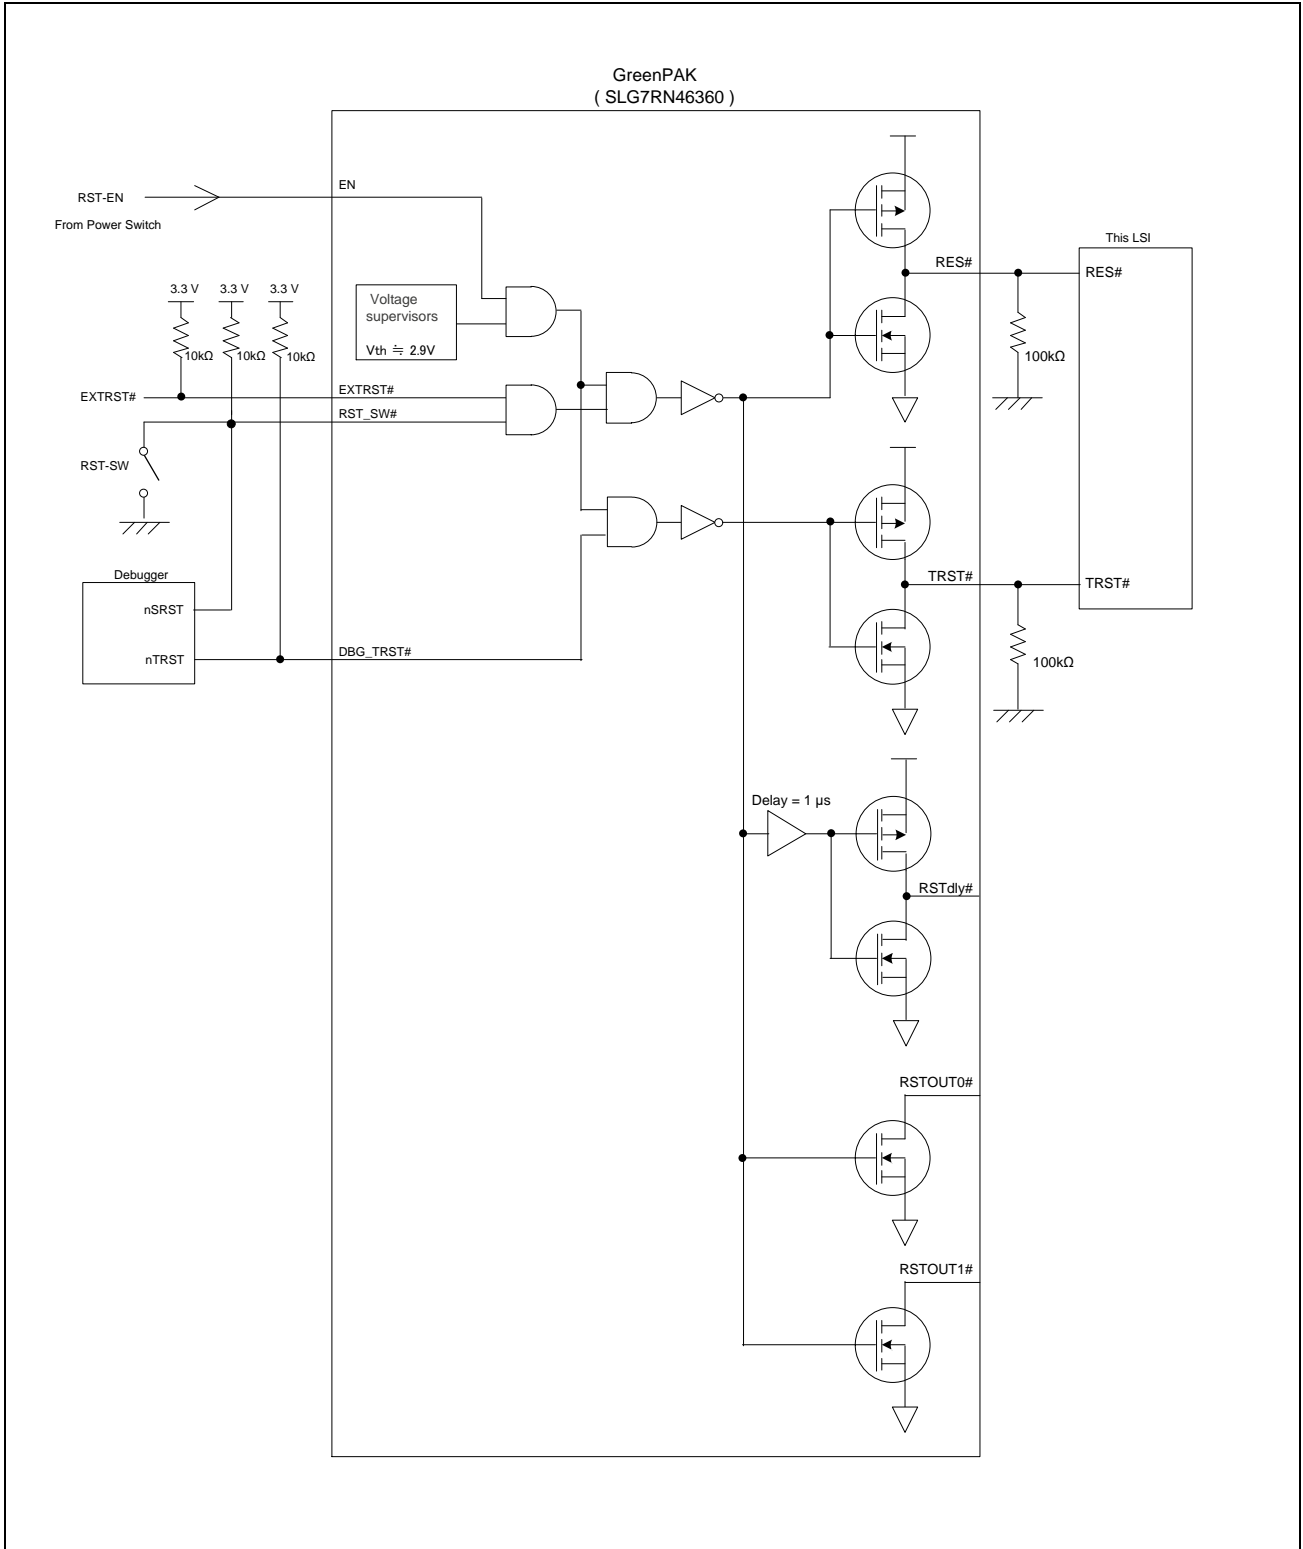 GreenPAK
( SLG7RN46360 )
EN
RST-EN
From Power Switch
This LSI
RES#
RES#
3.3 V
3.3 V
3.3 V
Voltage
supervisors
Vth ≒ 2.9V
10kΩ
10kΩ
10kΩ
100kΩ
EXTRST#
EXTRST#
RST_SW#
RST-SW
Debugger
TRST#
TRST#
nSRST
nTRST
DBG_TRST#
100kΩ
Delay = 1 µs
RSTdly#
RSTOUT0#
RSTOUT1#